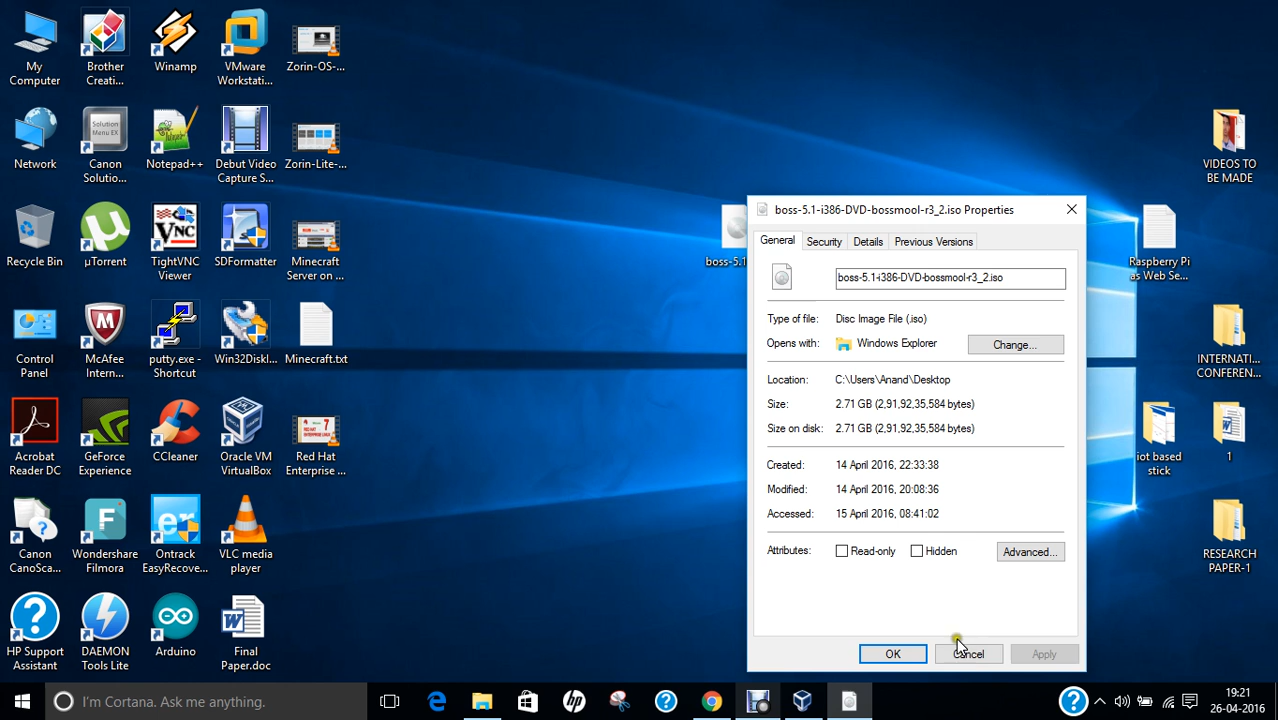 My
Computer
Brother
Creati...
Winamp
VMware
Workstati...
Zorin-OS-...
Network
Canon
Solutio...
Solution
Menu EX
Notepad++
Debut Video
Capture S...
Zorin-Lite-...
Recycle Bin
µTorrent
TightVNC
Viewer
VNC
SDFormatter
Minecraft
Server on ...
Control
Panel
McAfee
Intern...
putty.exe -
Shortcut
Win32DiskI...
Minecraft.txt
Acrobat
Reader DC
GeForce
Experience
CCleaner
Oracle VM
VirtualBox
Red Hat
Enterprise ...
Canon
CanoSca...
Wondershare
Filmora
Ontrack
EasyRecove...
VLC media
player
HP Support
Assistant
DAEMON
Tools Lite
Arduino
Final
Paper.doc
boss-5.1
boss-5.1-i386-DVD-bossmool-r3_2.iso Properties
General
Security
Details
Previous Versions
boss-5.1-i386-DVD-bossmool-r3_2.iso
Type of file: Disc Image File (.iso)
Opens with: Windows Explorer
Change...
Location: C:\Users\Anand\Desktop
Size: 2.71 GB (2,91,92,35,584 bytes)
Size on disk: 2.71 GB (2,91,92,35,584 bytes)
Created: 14 April 2016, 22:33:38
Modified: 14 April 2016, 20:08:36
Accessed: 15 April 2016, 08:41:02
Attributes: Read-only Hidden Advanced...
OK Cancel Apply
VIDEOS TO
BE MADE
Raspberry Pi
as Web Se...
INTERNATI...
CONFEREN...
iot based
stick
1
RESEARCH
PAPER-1
I'm Cortana. Ask me anything.
19:21
26-04-2016